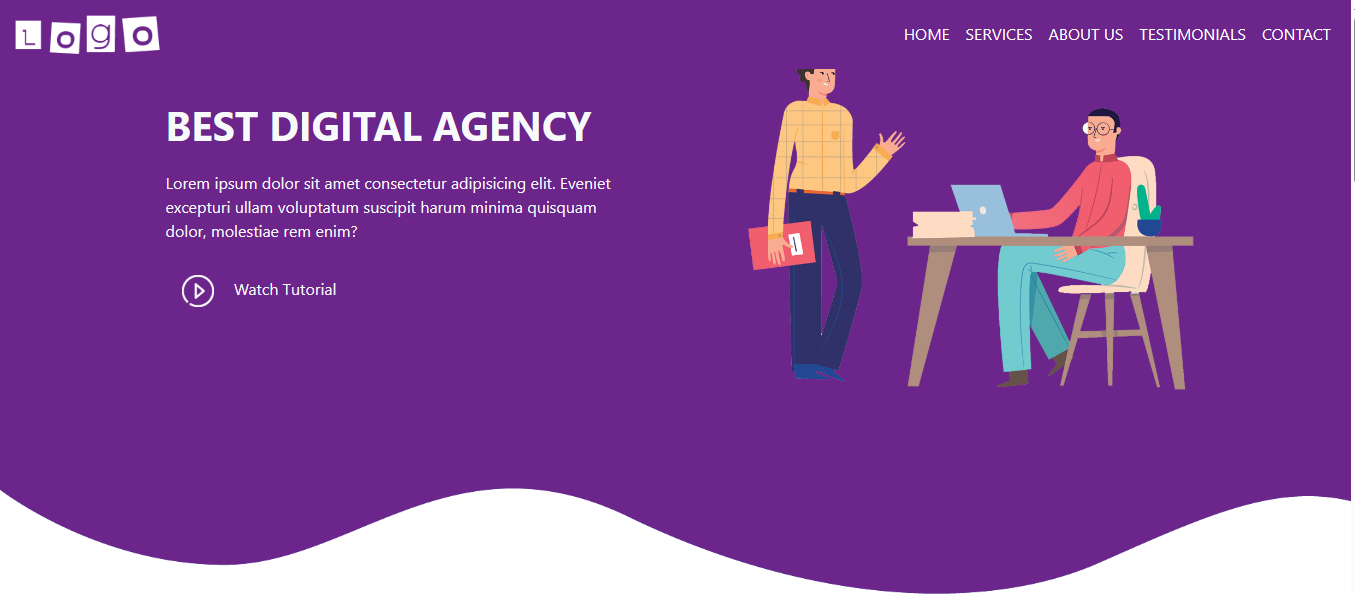 Logo
HOME SERVICES ABOUT US TESTIMONIALS CONTACT
BEST DIGITAL AGENCY
Lorem ipsum dolor sit amet consectetur adipisicing elit. Eveniet
excepturi ullam voluptatum suscipit harum minima quisquam
dolor, molestiae rem enim?
Watch Tutorial